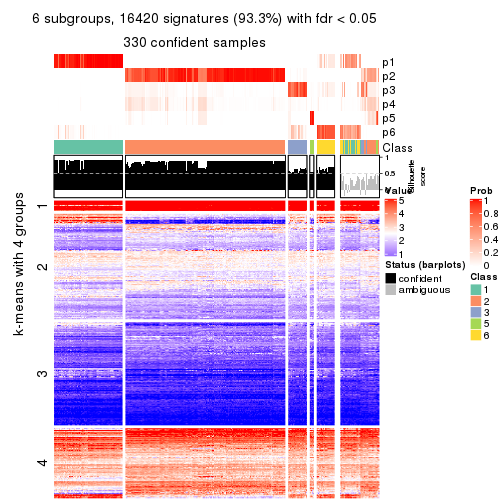 6 subgroups, 16420 signatures (93.3%) with fdr < 0.05
330 confident samples
p1
p2
p3
p4
p5
p6
Class
1
0.5
0
Silhouette
score
k-means with 4 groups
1
2
3
4
Value
5
4
3
2
1
Status (barplots)
confident
ambiguous
Prob
1
0.8
0.6
0.4
0.2
0
Class
1
2
3
5
6